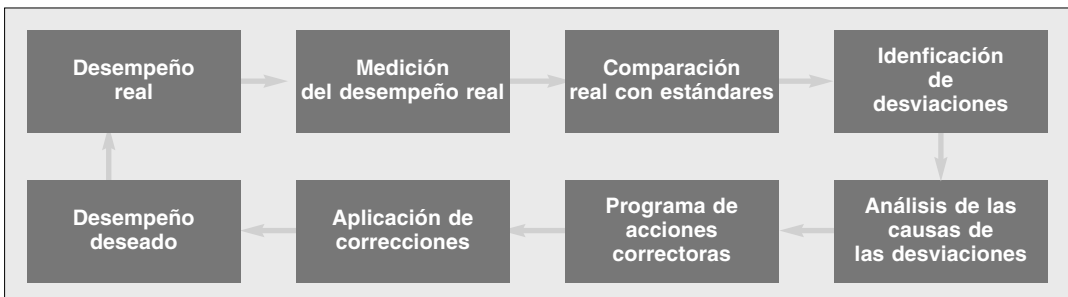 Desempeño
real
Medición
del desempeño real
Comparación
real con estándares
Idenficación
de
desviaciones
Desempeño
deseado
Aplicación de
correcciones
Programa de
acciones
correctoras
Análisis de las
causas de
las desviaciones